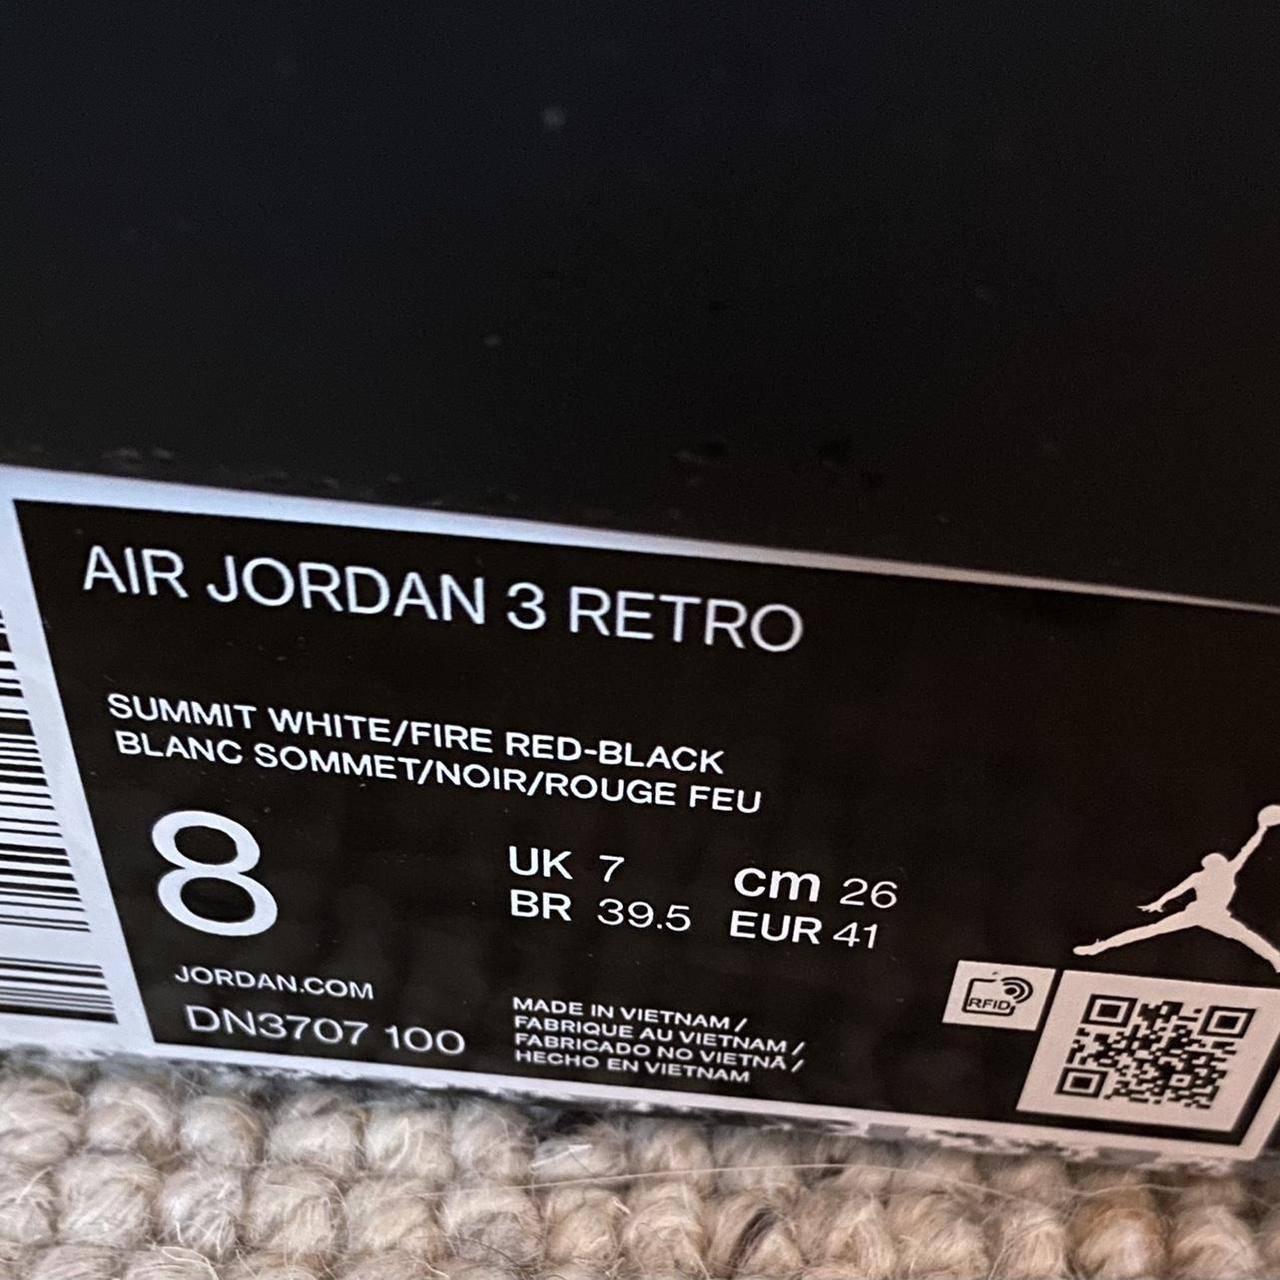 AIR JORDAN 3 RETRO
SUMMIT WHITE/FIRE RED-BLACK
BLANC SOMMET/NOIR/ROUGE FEU
8
UK 7
cm 26
BR 39.5
EUR 41
JORDAN.COM
DN3707 100
MADE IN VIETNAM /
FABRIQUE AU VIETNAM /
FABRICADO NO VIETNÃ /
HECHO EN VIETNAM
RFID